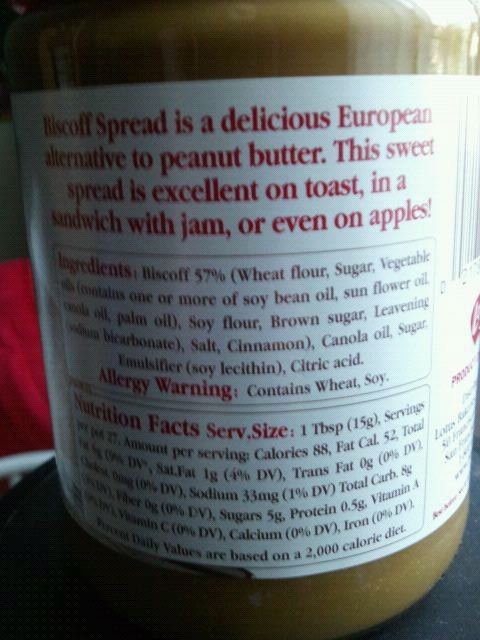 Biscoff Spread is a delicious European
alternative to peanut butter. This sweet
spread is excellent on toast, in a
sandwich with jam, or even on apples!
Ingredients: Biscoff 57% (Wheat flour, Sugar, Vegetable
oils (contains one or more of soy bean oil, sun flower oil,
canola oil, palm oil), Soy flour, Brown sugar, Leavening
sodium bicarbonate), Salt, Cinnamon), Canola oil, Sugar,
Emulsifier (soy lecithin), Citric acid.
Allergy Warning: Contains Wheat, Soy.
Nutrition Facts Serv.Size: 1 Tbsp (15g), Servings
per pot 27. Amount per serving: Calories 88, Fat Cal. 52, Total
Fat 6g (9% DV), Sat.Fat 1g (4% DV), Trans Fat 0g (0% DV),
Cholest. 0mg (0% DV), Sodium 33mg (1% DV) Total Carb. 8g
DV), Fiber 0g (0% DV), Sugars 5g, Protein 0.5g, Vitamin A
DV), Vitamin C (0% DV), Calcium (0% DV), Iron (0% DV).
Percent Daily Values are based on a 2,000 calorie diet.
Lotus
San